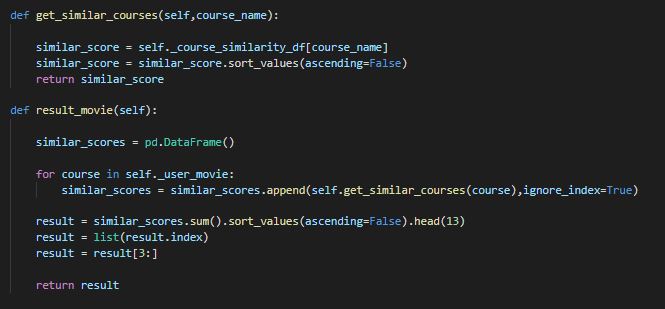 def get_similar_courses(self,course_name):
    similar_score = self._course_similarity_df[course_name]
    similar_score = similar_score.sort_values(ascending=False)
    return similar_score
def result_movie(self):
    similar_scores = pd.DataFrame()
    for course in self._user_movie:
        similar_scores = similar_scores.append(self.get_similar_courses(course),ignore_index=True)
    result = similar_scores.sum().sort_values(ascending=False).head(13)
    result = list(result.index)
    result = result[3:]
    return result